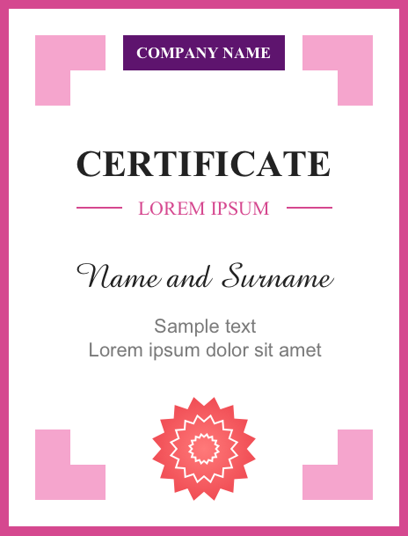 COMPANY NAME
CERTIFICATE
LOREM IPSUM
Name and Surname
Sample text
Lorem ipsum dolor sit amet